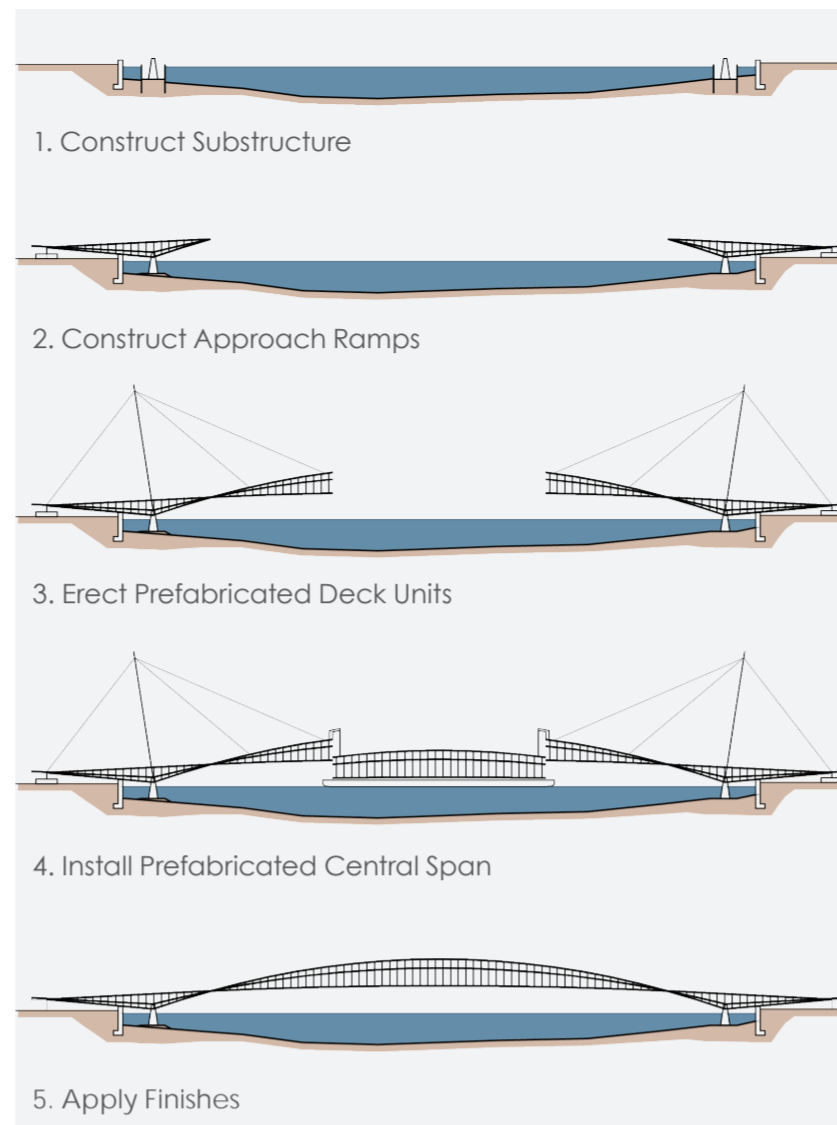 1. Construct Substructure
2. Construct Approach Ramps
3. Erect Prefabricated Deck Units
4. Install Prefabricated Central Span
5. Apply Finishes